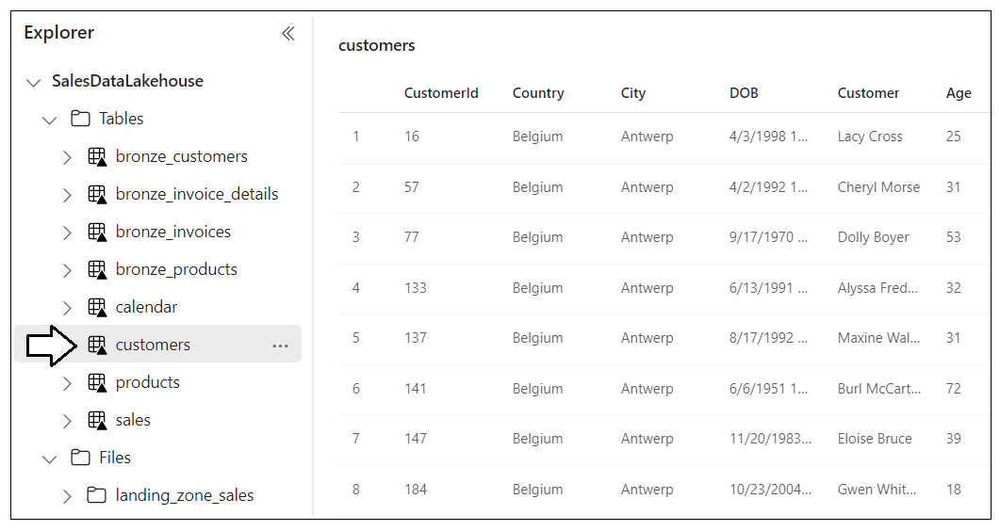 Explorer
SalesDataLakehouse
Tables
bronze_customers
bronze_invoice_details
bronze_invoices
bronze_products
calendar
customers ...
products
sales
Files
landing_zone_sales
customers
CustomerId Country City DOB Customer Age
1 16 Belgium Antwerp 4/3/1998 1... Lacy Cross 25
2 57 Belgium Antwerp 4/2/1992 1... Cheryl Morse 31
3 77 Belgium Antwerp 9/17/1970 ... Dolly Boyer 53
4 133 Belgium Antwerp 6/13/1991 ... Alyssa Fred... 32
5 137 Belgium Antwerp 8/17/1992 ... Maxine Wal... 31
6 141 Belgium Antwerp 6/6/1951 1... Burl McCart... 72
7 147 Belgium Antwerp 11/20/1983... Eloise Bruce 39
8 184 Belgium Antwerp 10/23/2004... Gwen Whit... 18